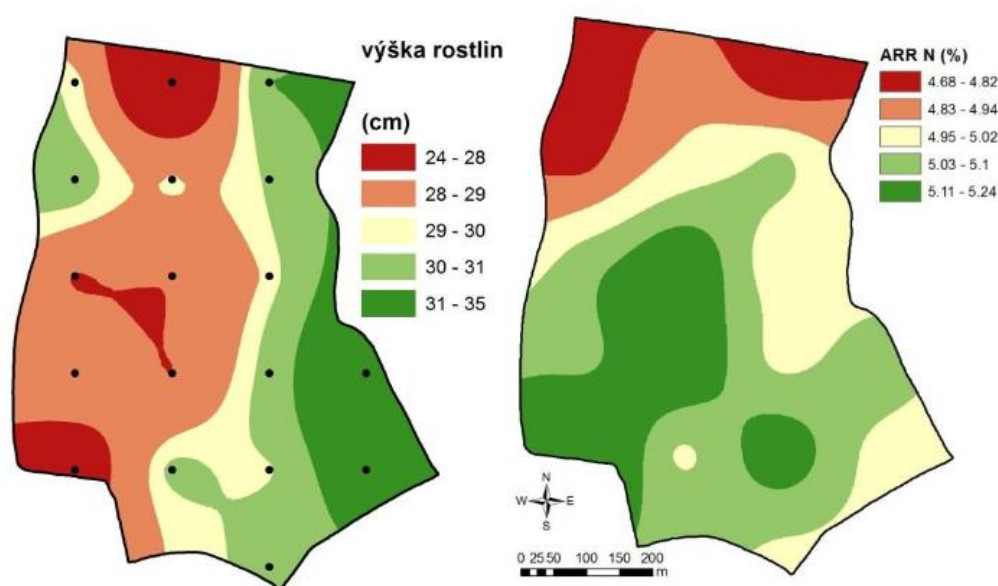 výška rostlin
(cm)
24 - 28
28 - 29
29 - 30
30 - 31
31 - 35
ARR N (%)
4.68 - 4.82
4.83 - 4.94
4.95 - 5.02
5.03 - 5.1
5.11 - 5.24
N
W E
S
0 25 50 100 150 200
m